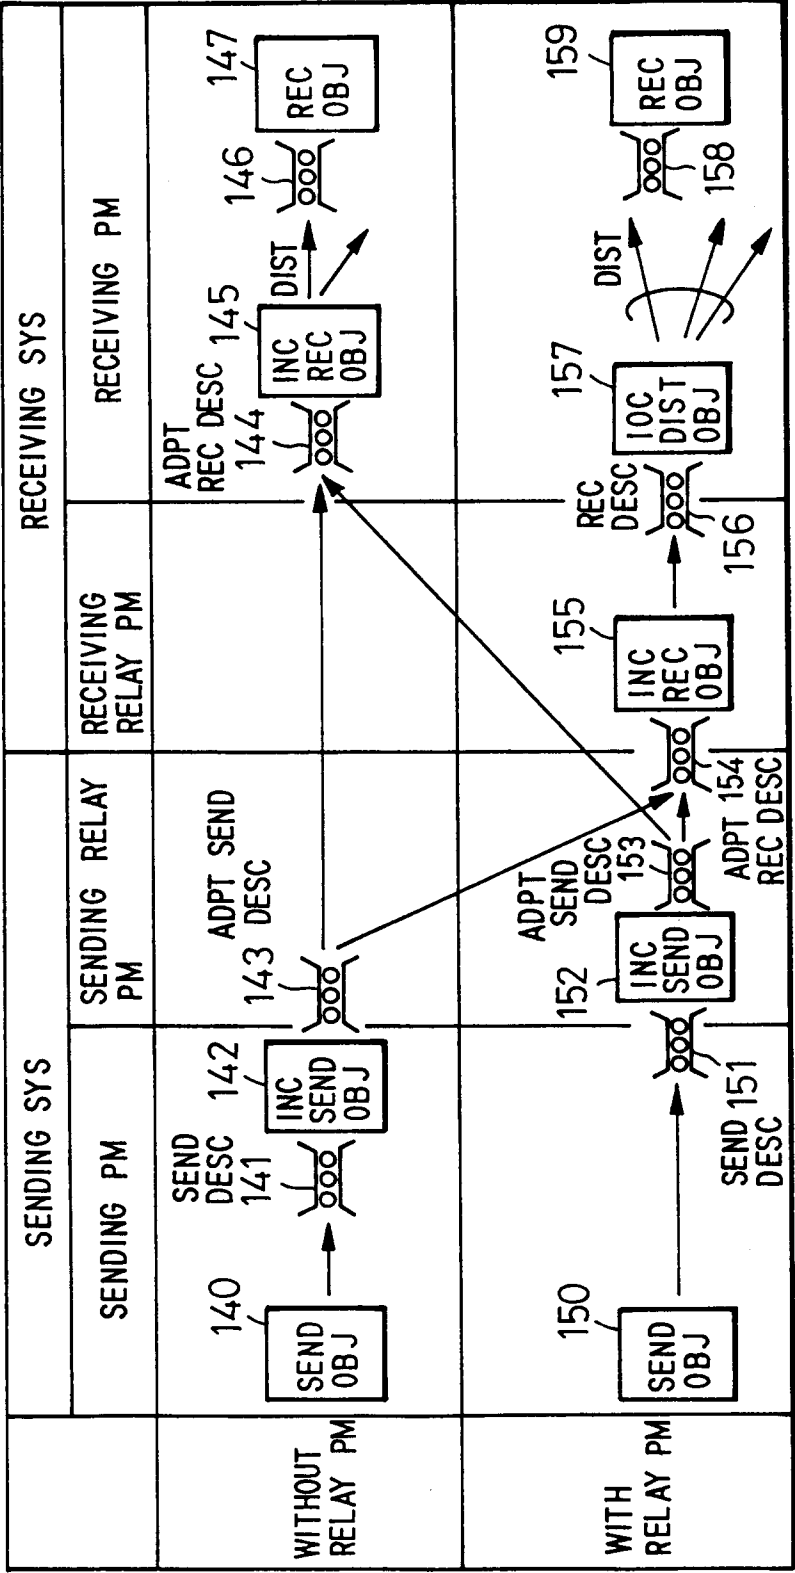 SENDING SYS
RECEIVING SYS
SENDING PM
SENDING RELAY
PM
RECEIVING
RELAY PM
RECEIVING PM
WITHOUT
RELAY PM
140
SEND
OBJ
SEND
DESC
141
142
INC
SEND
OBJ
143
ADPT SEND
DESC
ADPT
REC DESC
144
145
INC
REC
OBJ
DIST
146
147
REC
OBJ
WITH
RELAY PM
150
SEND
OBJ
151
SEND
DESC
152
INC
SEND
OBJ
ADPT
SEND
DESC
153
154
ADPT
REC DESC
155
INC
REC
OBJ
REC
DESC
156
157
IOC
DIST
OBJ
DIST
158
159
REC
OBJ